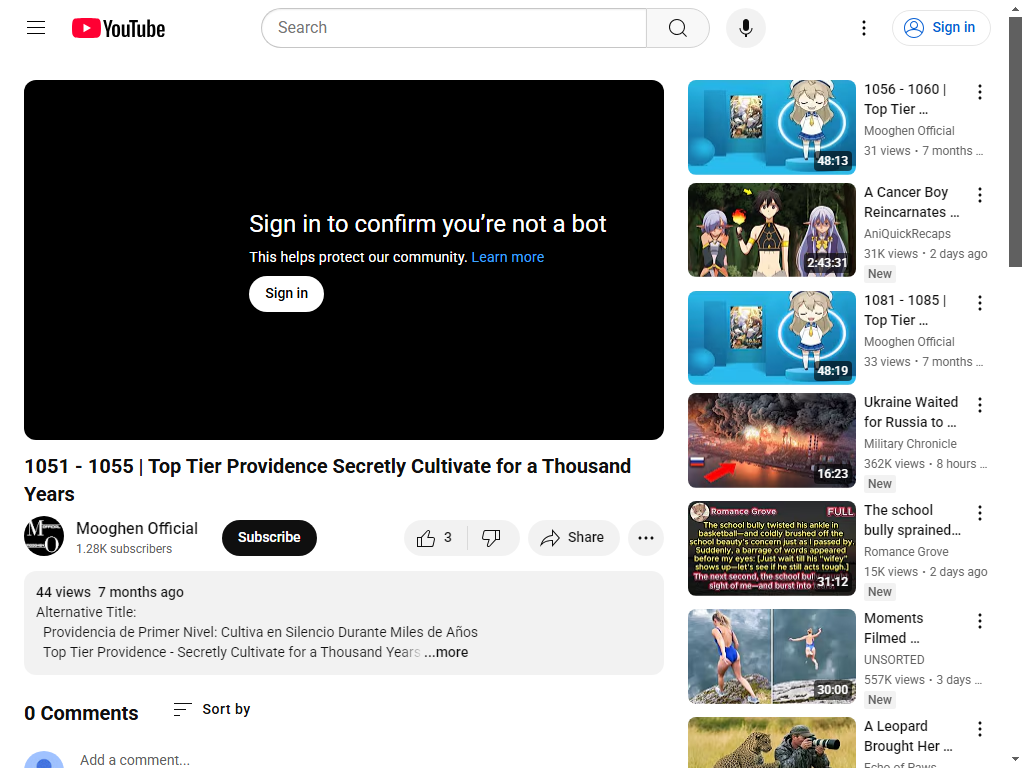 YouTube
Search
Sign in
Sign in to confirm you’re not a bot
This helps protect our community. Learn more
Sign in
1051 - 1055 | Top Tier Providence Secretly Cultivate for a Thousand
Years
Mooghen Official
1.28K subscribers
Subscribe
3
Share
44 views 7 months ago
Alternative Title:
Providencia de Primer Nivel: Cultiva en Silencio Durante Miles de Años
Top Tier Providence - Secretly Cultivate for a Thousand Years ...more
0 Comments
Sort by
Add a comment...
48:13
1056 - 1060 |
Top Tier ...
Mooghen Official
31 views • 7 months ...
2:43:31
A Cancer Boy
Reincarnates ...
AniQuickRecaps
31K views • 2 days ago
New
48:19
1081 - 1085 |
Top Tier ...
Mooghen Official
33 views • 7 months ...
16:23
Ukraine Waited
for Russia to ...
Military Chronicle
362K views • 8 hours ...
New
Romance Grove FULL
The school bully twisted his ankle in
basketball—and coldly brushed off the
school beauty's concern just as I passed by.
Suddenly, a barrage of words appeared
before my eyes: [Just wait till his "wifey"
shows up—let's see if he still acts tough.]
The next second, the school bul
sight of me—and burst into
31:12
The school
bully sprained...
Romance Grove
15K views • 2 days ago
New
30:00
Moments
Filmed ...
UNSORTED
557K views • 3 days ...
New
A Leopard
Brought Her ...
Echo of Paws